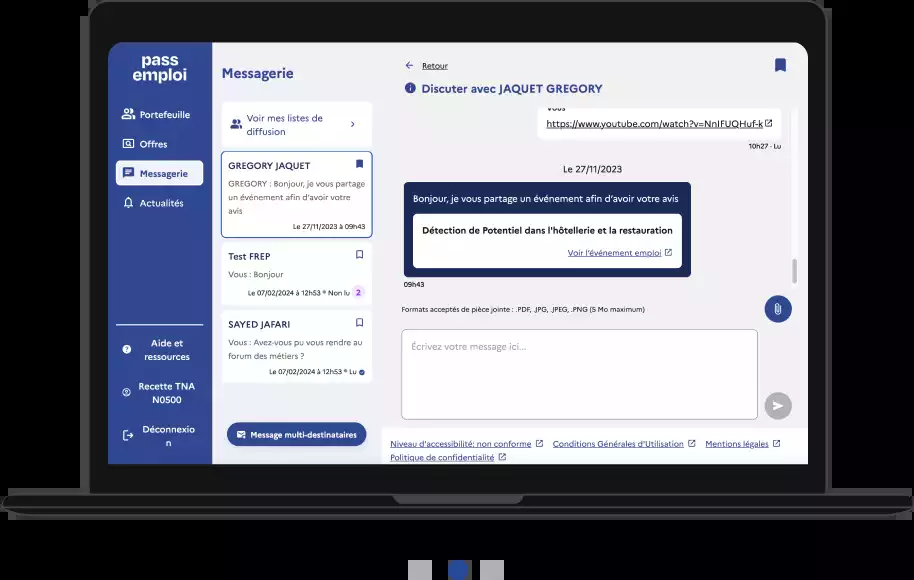 pass
emploi
Portefeuille
Offres
Messagerie
Actualités
Aide et
ressources
Recette TNA
N0500
Déconnexio
n
Messagerie
Voir mes listes de
diffusion
GREGORY JAQUET
GREGORY : Bonjour, je vous partage
un événement afin d'avoir votre
avis
Le 27/11/2023 à 09h43
Test FREP
Vous : Bonjour
Le 07/02/2024 à 12h53 • Non lu 2
SAYED JAFARI
Vous : Avez-vous pu vous rendre au
forum des métiers ?
Le 07/02/2024 à 12h53 • Lu
Message multi-destinataires
Retour
Discuter avec JAQUET GREGORY
Vous
https://www.youtube.com/watch?v=NnIFUQHuf-k
10h27 · Lu
Le 27/11/2023
Bonjour, je vous partage un événement afin d'avoir votre avis
Détection de Potentiel dans l'hôtellerie et la restauration
Voir l'événement emploi
09h43
Formats acceptés de pièce jointe : .PDF, .JPG, .JPEG, .PNG (5 Mo maximum)
Écrivez votre message ici...
Niveau d'accessibilité: non conforme
Conditions Générales d'Utilisation
Mentions légales
Politique de confidentialité